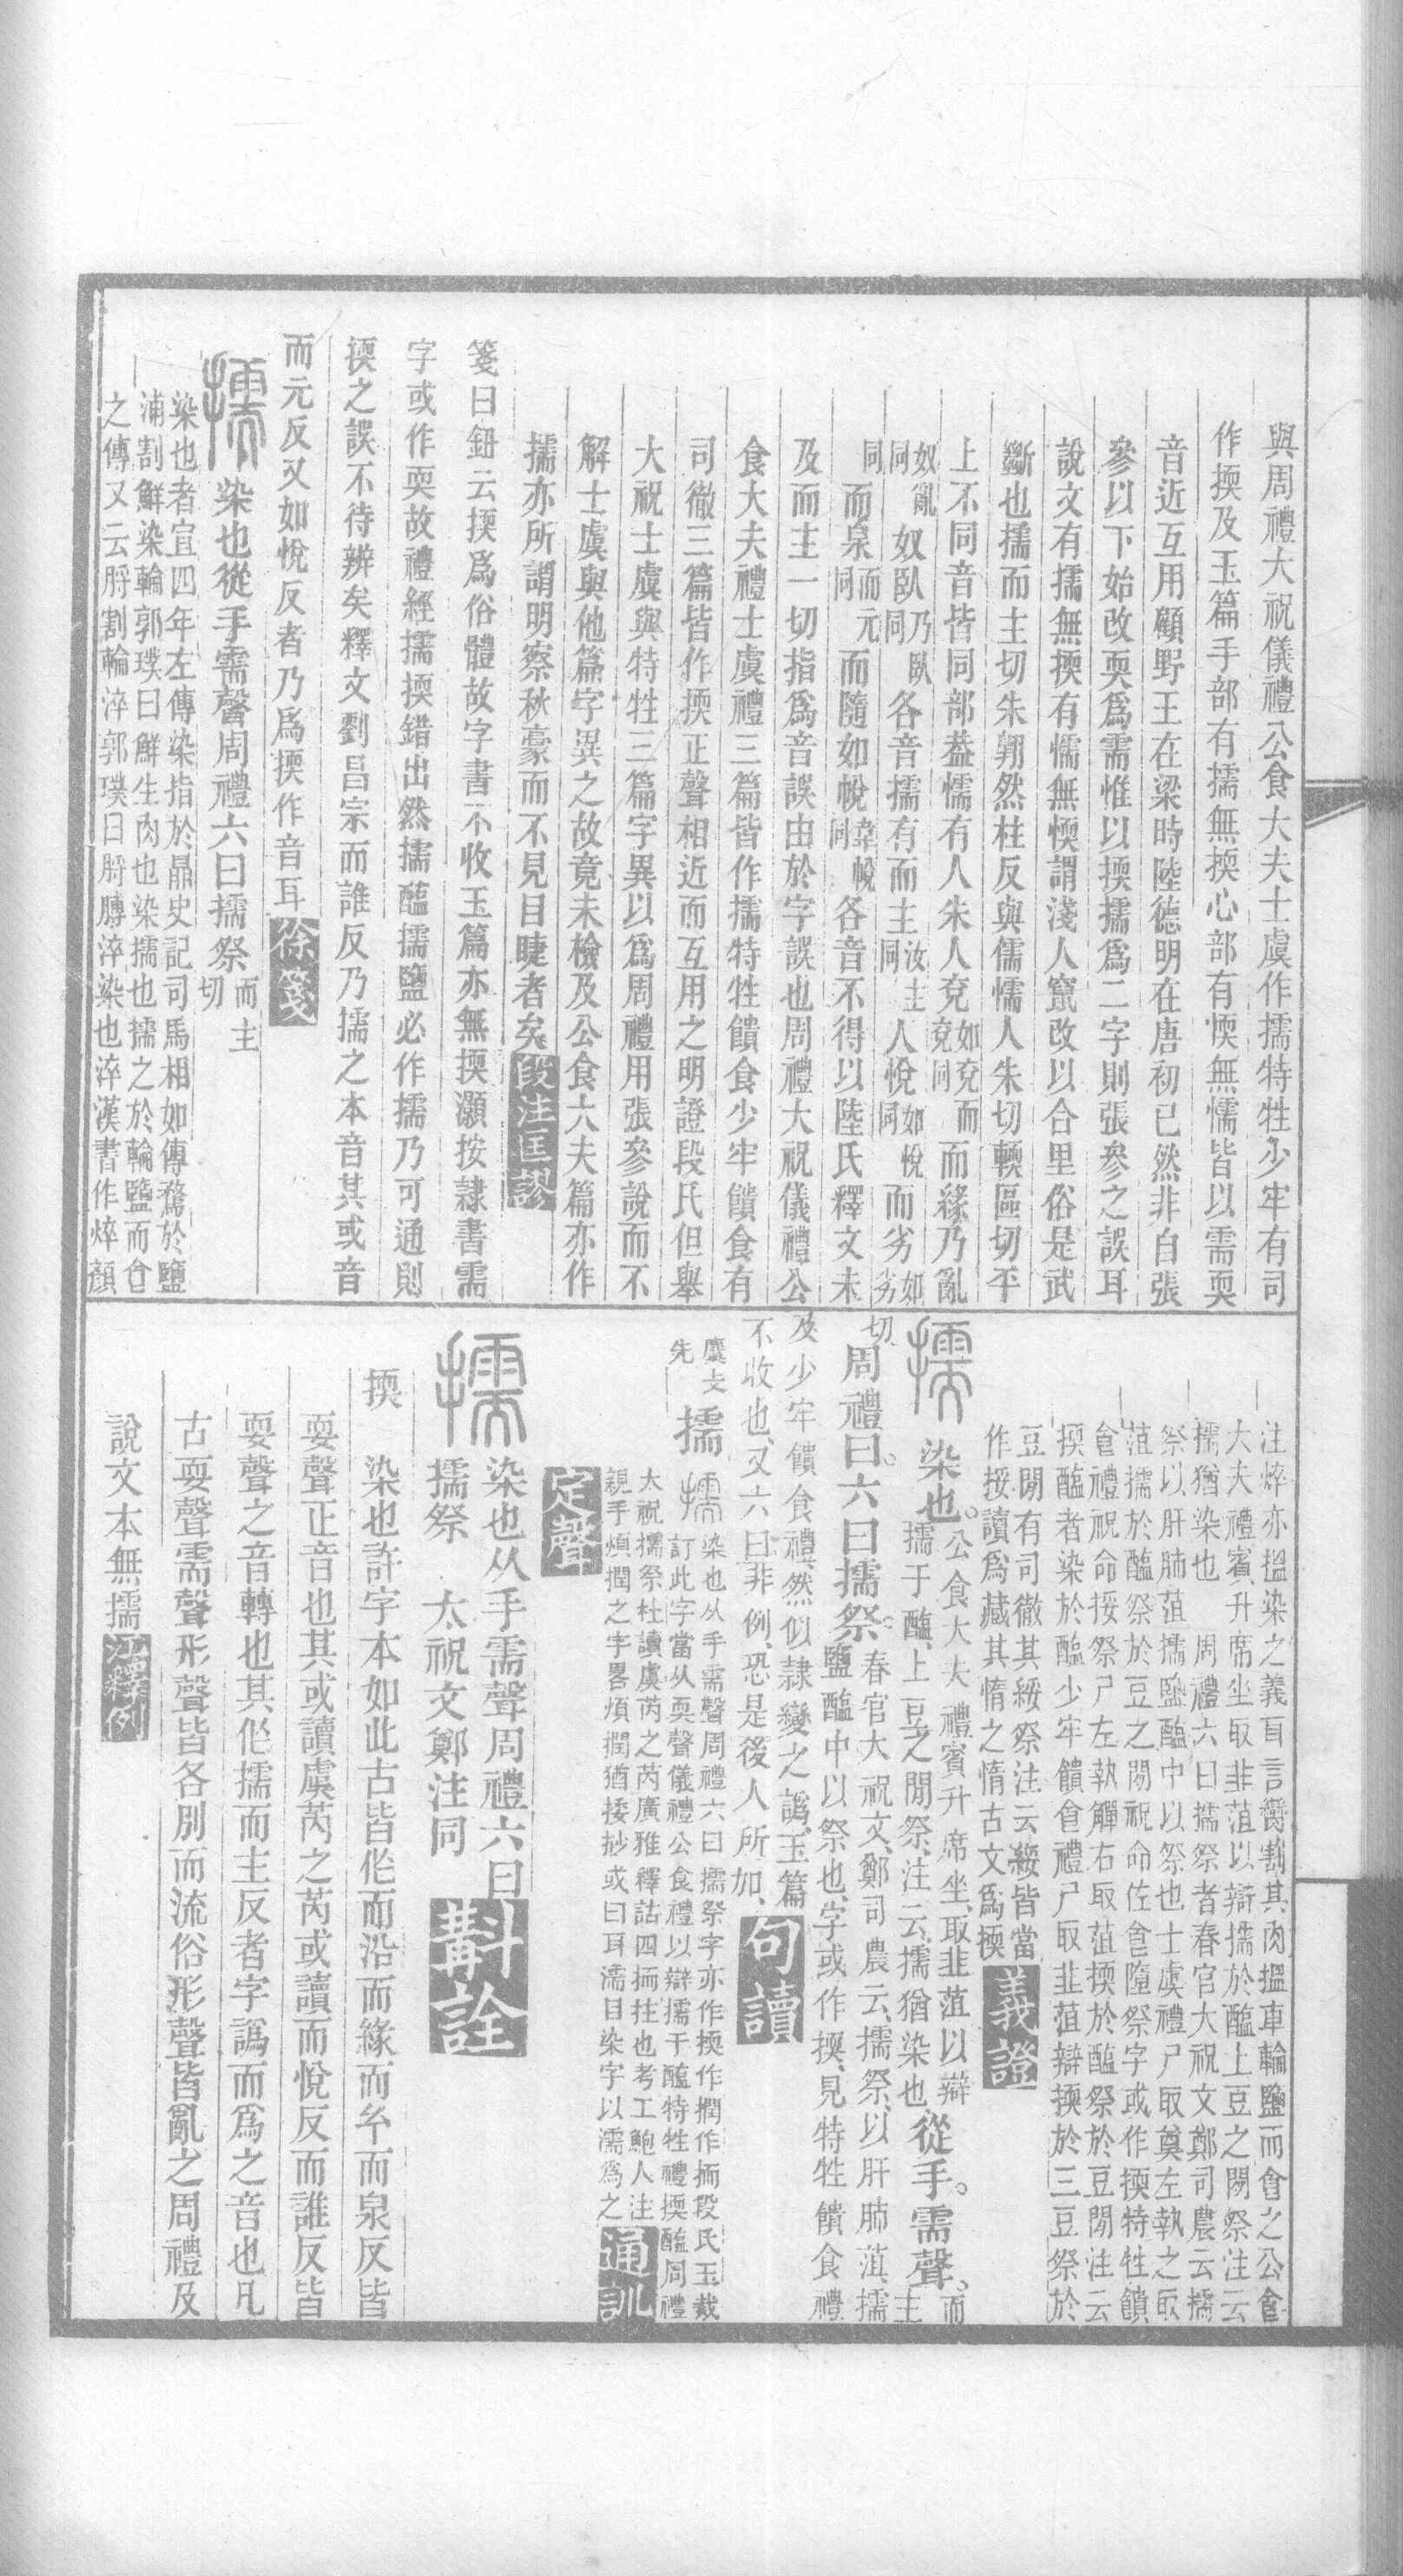 與周禮大祝儀禮公食大夫士虞作擩特牲少牢有司
作㨎及玉篇手部有擩無㨎心部有愞無懦皆以需耎
音近互用顧野王在梁時陸德明在唐初已然非自張
參以下始改耎爲需惟以㨎擩爲二字則張參之誤耳
說文有擩無㨎有懦無愞謂淺人竄改以合里俗是武
斷也擩而主切朱翱然柱反與儒懦人朱切輭區切平
上不同音皆同部葢懦有人朱人兗如兗而兗同而緣乃亂
奴亂同奴臥乃臥同各音擩有而主汝主同人悅如悅同而劣如劣
同而泉而元同而隨如悅韋悅同各音不得以陸氏釋文未
及而主一切指爲音誤由於字誤也周禮大祝儀禮公
食大夫禮士虞禮三篇皆作擩特牲饋食少牢饋食有
司徹三篇皆作㨎正聲相近而互用之明證段氏但舉
大祝士虞與特牲三篇字異以爲周禮用張參說而不
解士虞與他篇字異之故竟未檢及公食大夫篇亦作
擩亦所謂明察秋豪而不見目睫者矣段注匡謬
箋曰鈕云㨎爲俗體故字書不收玉篇亦無㨎灝按隷書需
字或作耎故禮經擩㨎錯出然擩醢擩鹽必作擩乃可通則
㨎之誤不待辨矣釋文劉昌宗而誰反乃擩之本音其或音
而元反又如悅反者乃爲㨎作音耳徐箋
擩染也從手需聲周禮六曰擩祭而主切
染也者宣四年左傳染指於鼎史記司馬相如傳鶩於鹽
浦割鮮染輪郭璞曰鮮生肉也染擩也擩之於輪鹽而食
之傳又云脟割輪淬郭璞曰脟膞淬染也淬漢書作焠顏
注焠亦搵染之義耳言臠割其肉搵車輪鹽而食之公食
大夫禮賓升席坐取韭菹以辯擩於醢上豆之閒祭注云
擩猶染也 周禮六曰擩祭者春官大祝文鄭司農云擩
祭以肝肺菹擩鹽醢中以祭也士虞禮尸取奠左執之取
菹擩於醢祭於豆之閒祝命佐食隋祭字或作㨎特牲饋
食禮祝命挼祭尸左執觶右取菹㨎於醢祭於豆閒注云
㨎醢者染於醢少牢饋食禮尸取韭菹辯㨎於三豆祭於
豆閒有司徹其綏祭注云綏皆當
作挼讀爲藏其惰之惰古文爲㨎義證
擩染也。公食大夫禮賓升席坐、取韭菹以辯
擩于醢、上豆之閒祭、注云、擩猶染也從手。需聲。而主
切周禮曰。六曰擩祭。春官大祝文、鄭司農云、擩祭、以肝肺菹擩
鹽醢中以祭也、字或作㨎、見特牲饋食禮
及少牢饋食禮、然似隷變之譌、玉篇
不收也、又六曰非例、恐是後人所加、句讀
虞攴先擩擩染也从手需聲周禮六曰擩祭字亦作㨎作撋作㧫段氏玉裁
訂此字當从耎聲儀禮公食禮以辯擩于醢特牲禮㨎醢周禮
大祝擩祭杜讀虞芮之芮廣雅釋詁四㧫拄也考工鮑人注
親手煩撋之字畧煩撋猶捼挱或曰耳濡目染字以濡爲之通訓
定聲
擩染也从手需聲周禮六曰
擩祭 大祝文鄭注同斠詮
㨎 染也許字本如此古皆作而沿而緣而㳂而泉反皆
耎聲正音也其或讀虞芮之芮或讀而悅反而誰反皆
耎聲之音轉也其作擩而主反者字譌而爲之音也凡
古耎聲需聲形聲皆各別而流俗形聲皆亂之周禮及
說文本無擩江釋例